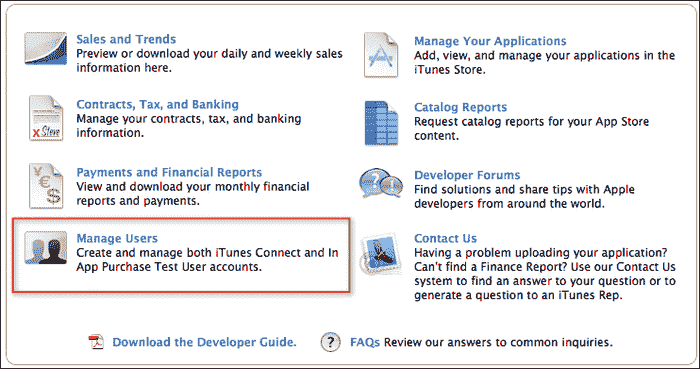 Sales and Trends
Preview or download your daily and weekly sales
information here.
Contracts, Tax, and Banking
Manage your contracts, tax, and banking
information.
x Steve
Payments and Financial Reports
View and download your monthly financial
reports and payments.
¥
€
$
Manage Users
Create and manage both iTunes Connect and In
App Purchase Test User accounts.
Manage Your Applications
Add, view, and manage your applications in the
iTunes Store.
Catalog Reports
Request catalog reports for your App Store
content.
Developer Forums
Find solutions and share tips with Apple
developers from around the world.
?
Contact Us
Having a problem uploading your application?
Can't find a Finance Report? Use our Contact Us
system to find an answer to your question or to
generate a question to an iTunes Rep.
Download the Developer Guide.
? FAQs Review our answers to common inquiries.